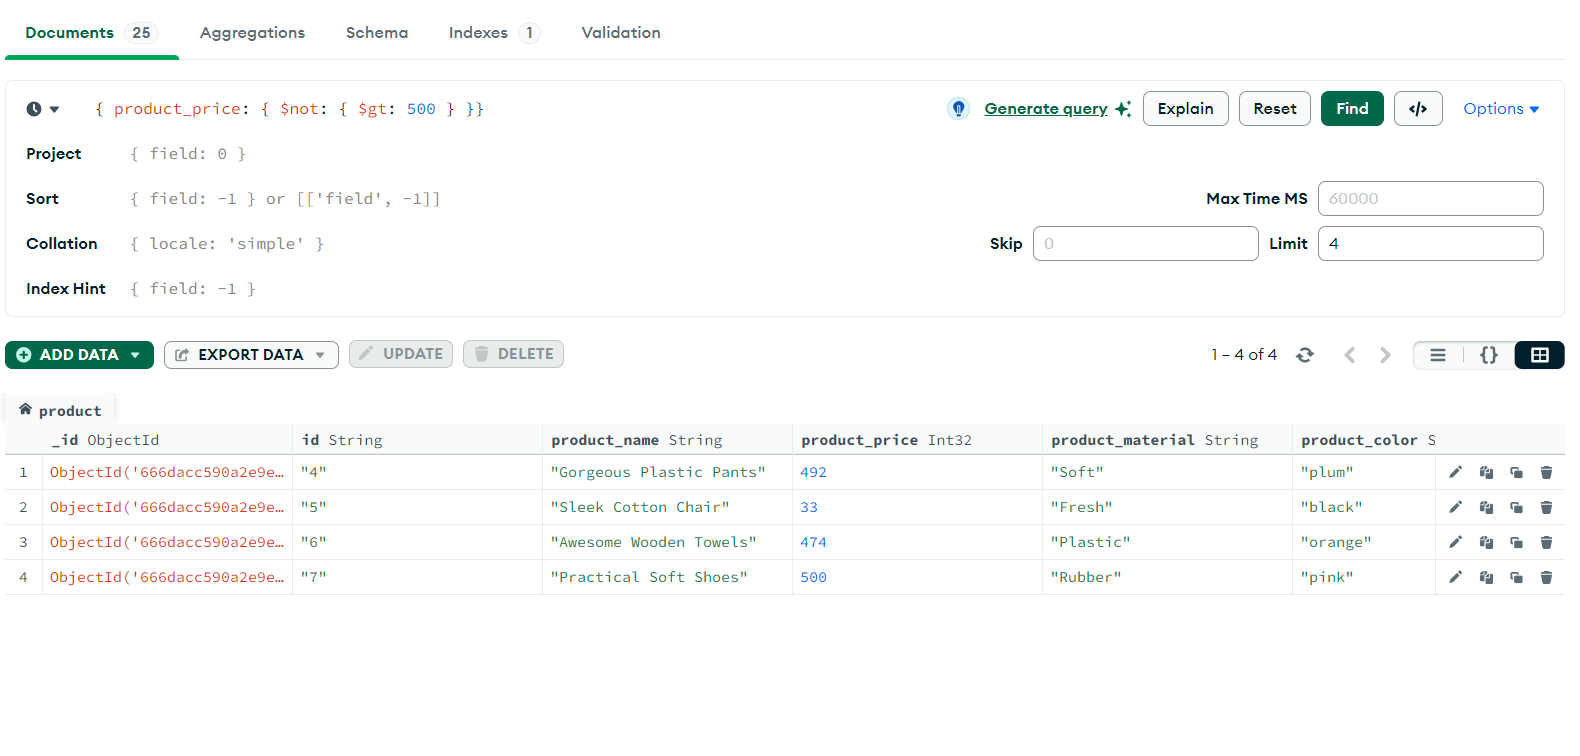 Documents 25 Aggregations Schema Indexes 1 Validation
{ product_price: { $not: { $gt: 500 } }} Generate query Explain Reset Find </> Options
Project { field: 0 }
Sort { field: -1 } or [['field', -1]] Max Time MS 60000
Collation { locale: 'simple' } Skip 0 Limit 4
Index Hint { field: -1 }
ADD DATA EXPORT DATA UPDATE DELETE 1 – 4 of 4 {}
product
_id ObjectId id String product_name String product_price Int32 product_material String product_color S
1 ObjectId('666dacc590a2e9e… "4" "Gorgeous Plastic Pants" 492 "Soft" "plum"
2 ObjectId('666dacc590a2e9e… "5" "Sleek Cotton Chair" 33 "Fresh" "black"
3 ObjectId('666dacc590a2e9e… "6" "Awesome Wooden Towels" 474 "Plastic" "orange"
4 ObjectId('666dacc590a2e9e… "7" "Practical Soft Shoes" 500 "Rubber" "pink"